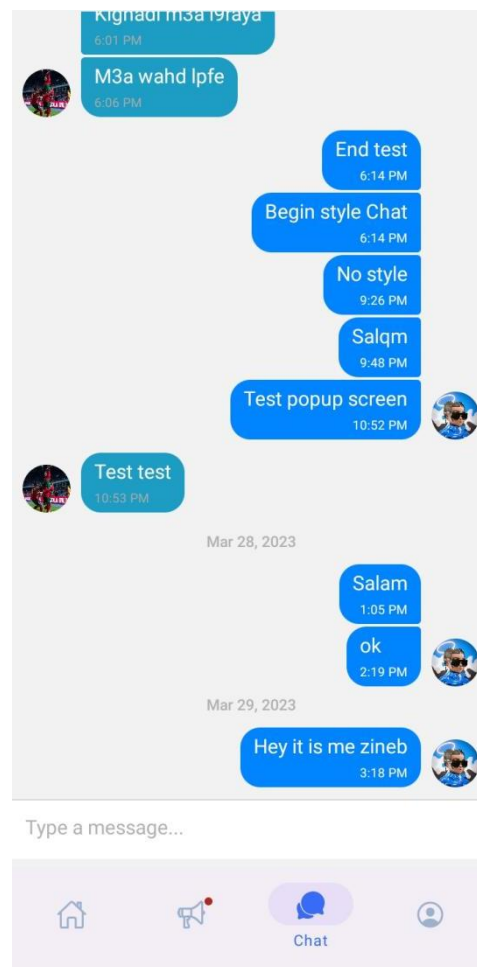 Kighadi m3a l9raya
6:01 PM
M3a wahd lpfe
6:06 PM
End test
6:14 PM
Begin style Chat
6:14 PM
No style
9:26 PM
Salqm
9:48 PM
Test popup screen
10:52 PM
Test test
10:53 PM
Mar 28, 2023
Salam
1:05 PM
ok
2:19 PM
Mar 29, 2023
Hey it is me zineb
3:18 PM
Type a message...
Chat